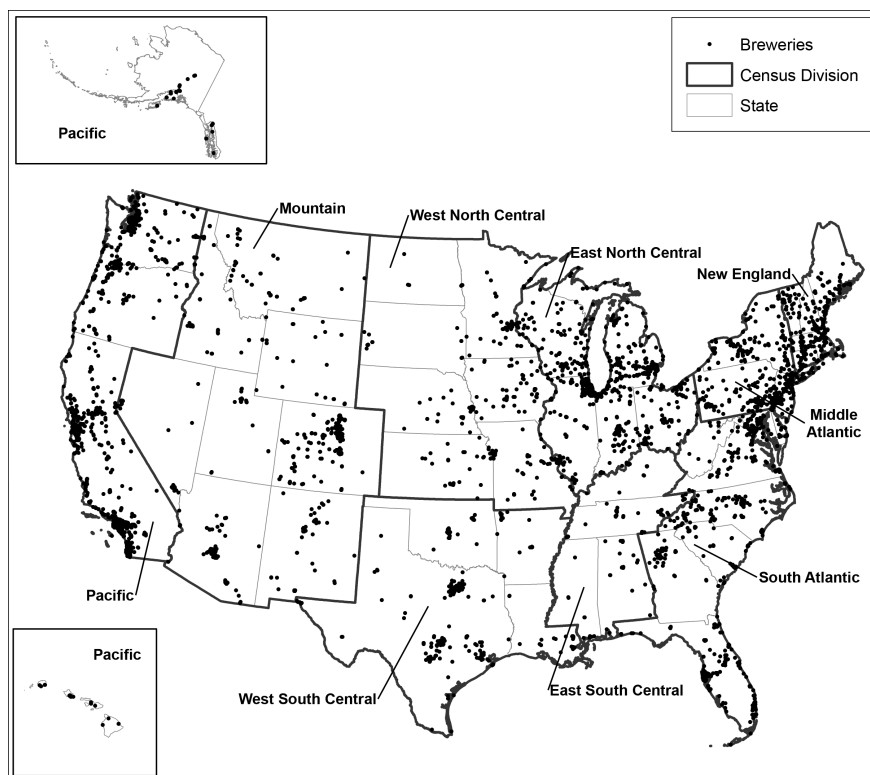 Breweries
Census Division
State
Pacific
Mountain
West North Central
East North Central
New England
Middle
Atlantic
South Atlantic
Pacific
Pacific
West South Central
East South Central